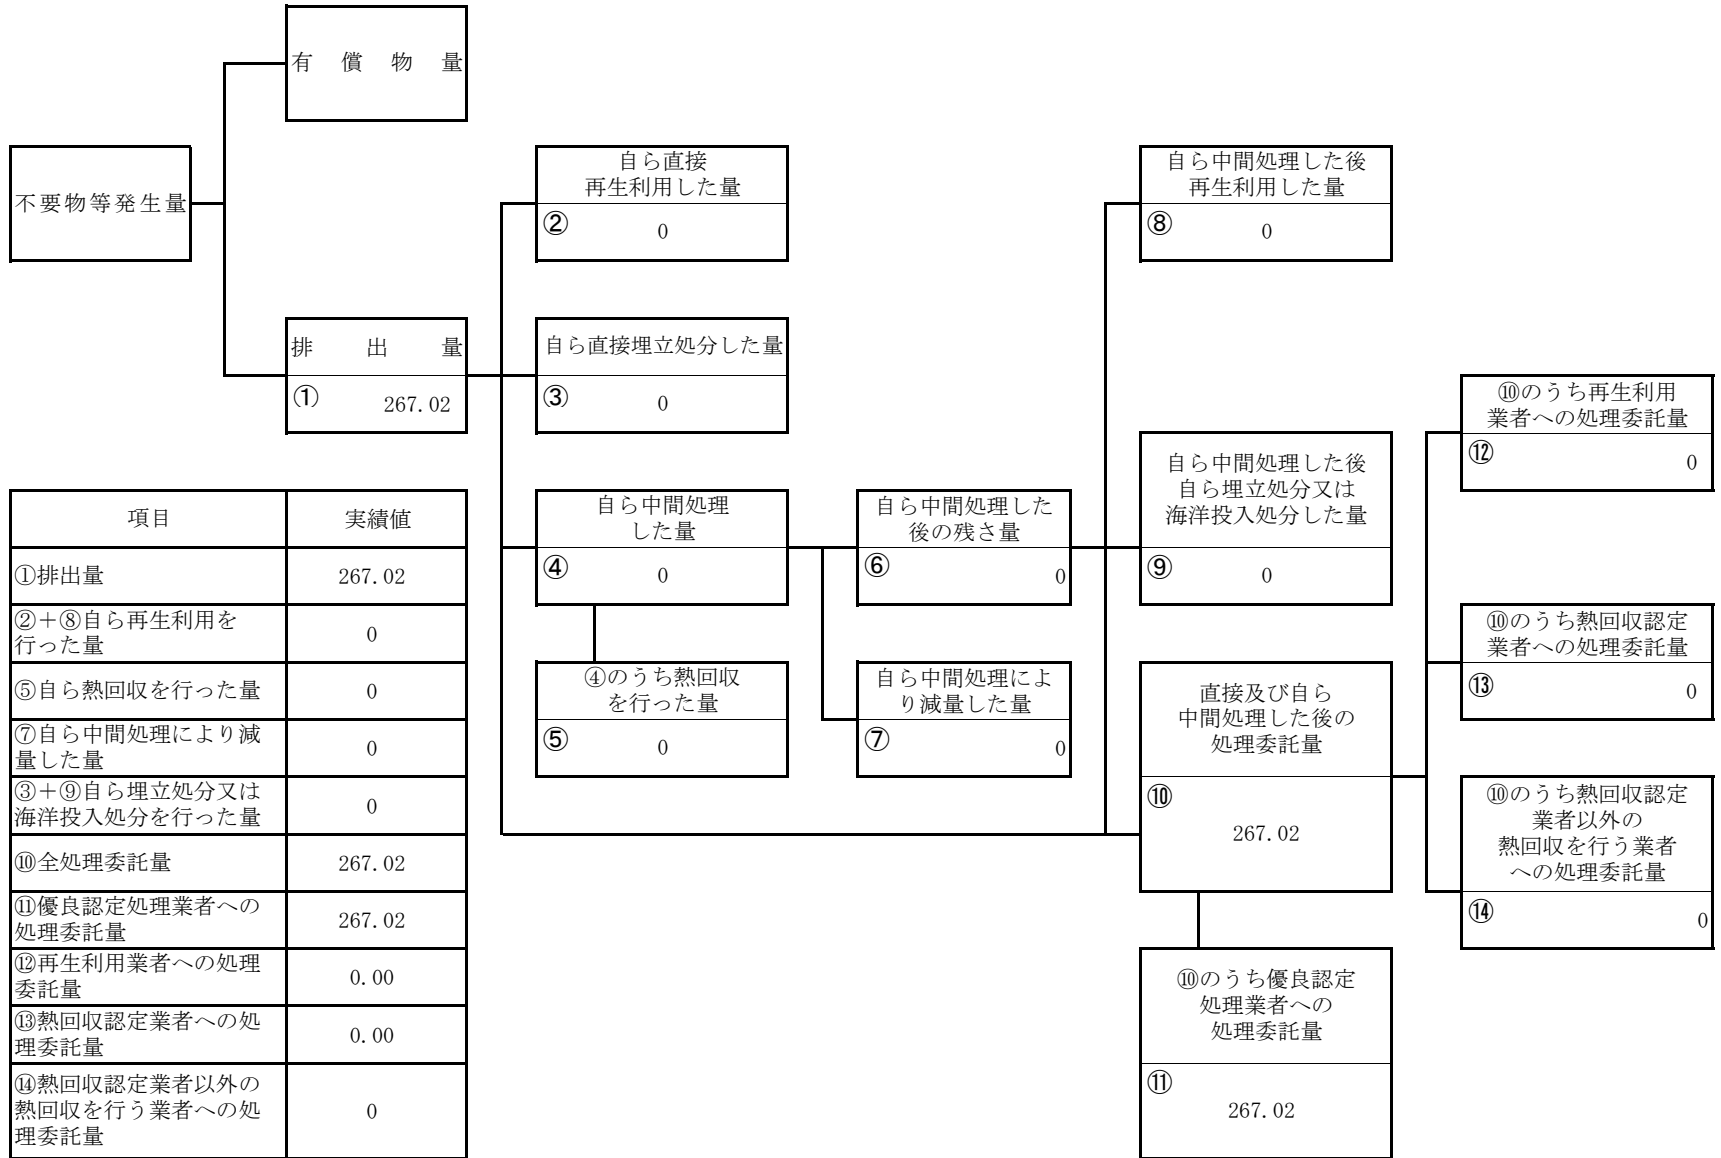 有償物量
不要物等発生量
排出量
① 267.02
自ら直接
再生利用した量
② 0
自ら直接埋立処分した量
③ 0
自ら中間処理
した量
④ 0
④のうち熱回収
を行った量
⑤ 0
自ら中間処理した
後の残さ量
⑥ 0
自ら中間処理によ
り減量した量
⑦ 0
自ら中間処理した後
再生利用した量
⑧ 0
自ら中間処理した後
自ら埋立処分又は
海洋投入処分した量
⑨ 0
直接及び自ら
中間処理した後の
処理委託量
⑩
267.02
⑩のうち優良認定
処理業者への
処理委託量
⑪
267.02
⑩のうち再生利用
業者への処理委託量
⑫ 0
⑩のうち熱回収認定
業者への処理委託量
⑬ 0
⑩のうち熱回収認定
業者以外の
熱回収を行う業者
への処理委託量
⑭ 0
項目 実績値
①排出量 267.02
②＋⑧自ら再生利用を
行った量 0
⑤自ら熱回収を行った量 0
⑦自ら中間処理により減
量した量 0
③＋⑨自ら埋立処分又は
海洋投入処分を行った量 0
⑩全処理委託量 267.02
⑪優良認定処理業者への
処理委託量 267.02
⑫再生利用業者への処理
委託量 0.00
⑬熱回収認定業者への処
理委託量 0.00
⑭熱回収認定業者以外の
熱回収を行う業者への処
理委託量 0